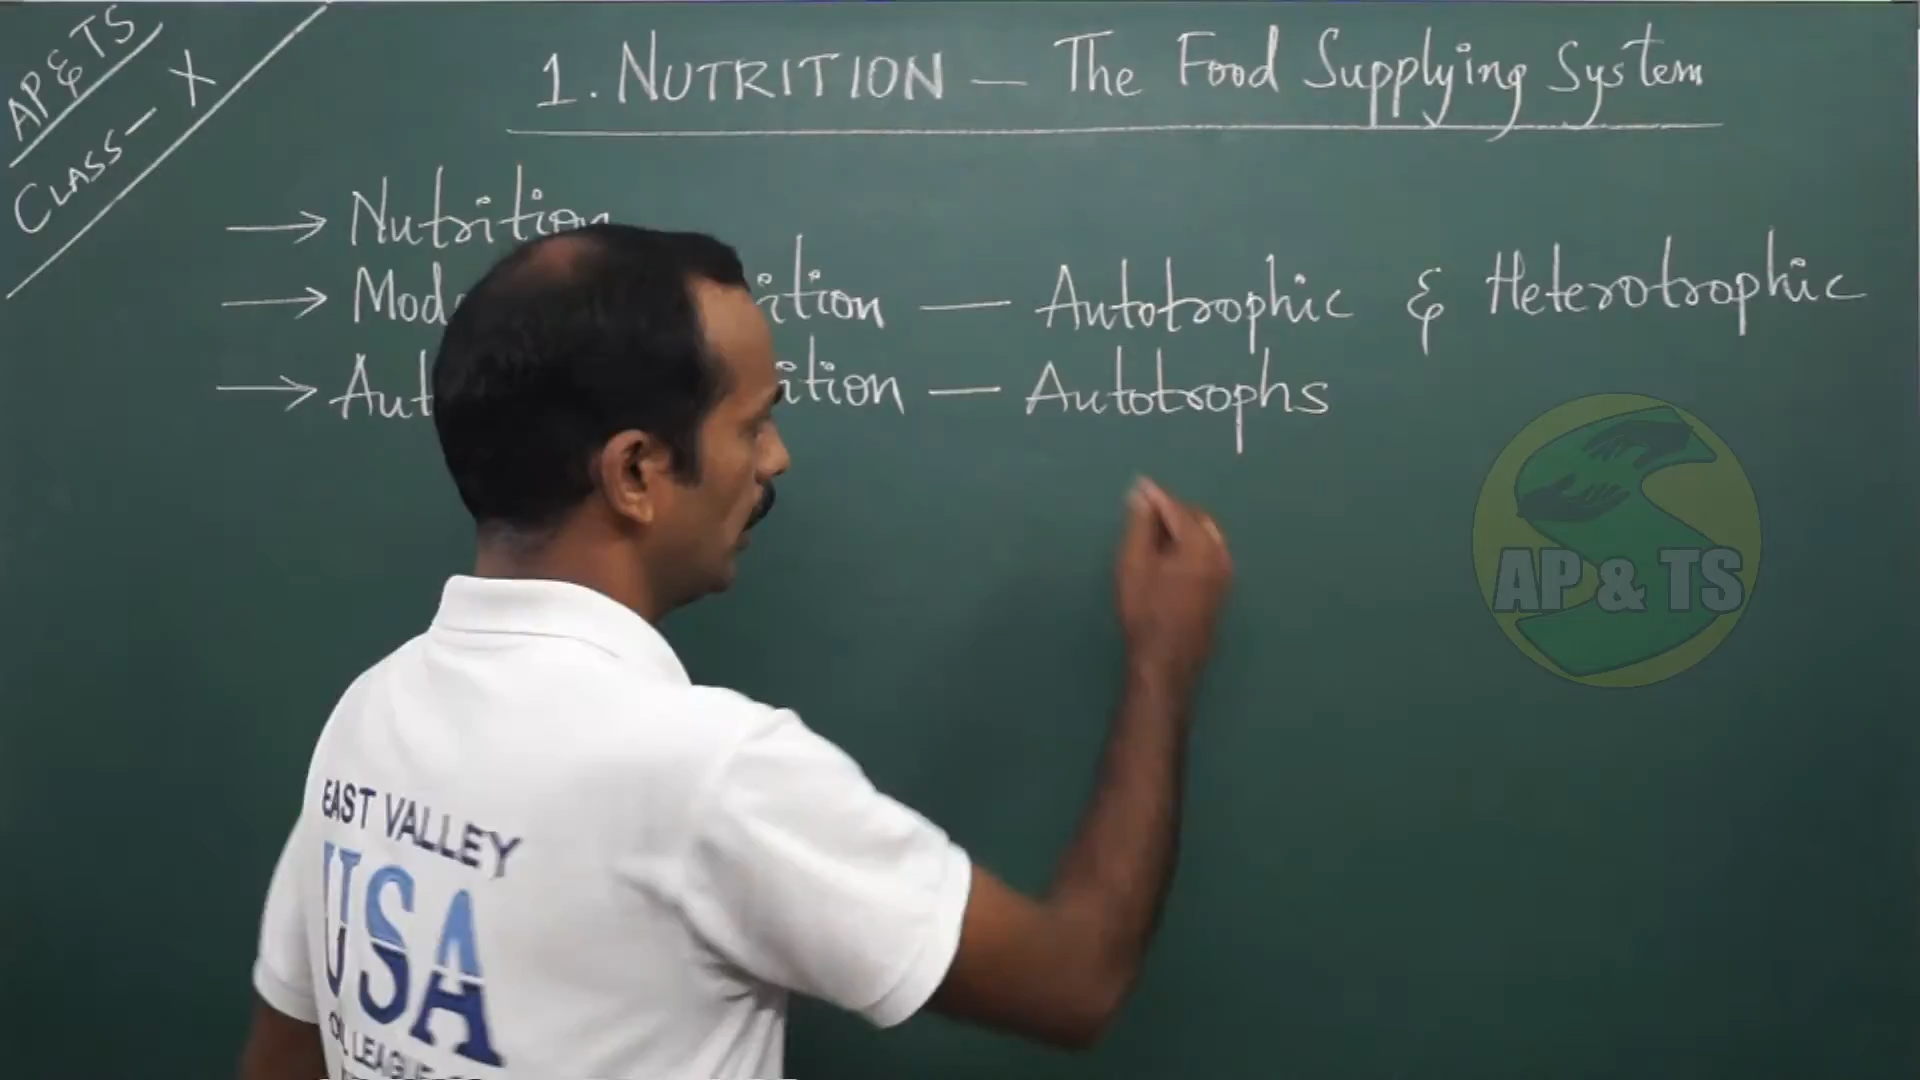 AP & TS
CLASS - X
1. NUTRITION — The Food Supplying System
→ Nutrition
→ Mod ition — Autotrophic & Heterotrophic
→ Aut ition — Autotrophs
AP & TS
EAST VALLEY
USA
LEAGUE